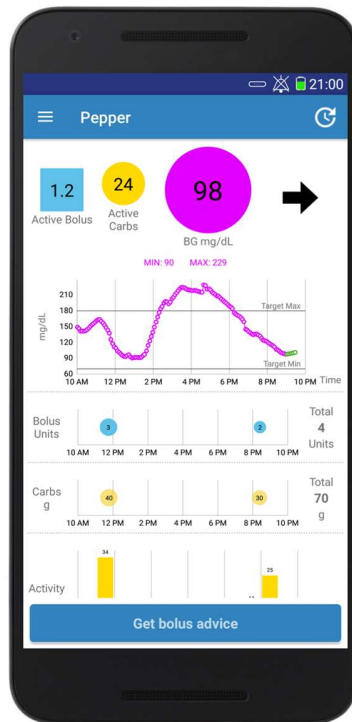 21:00
Pepper
1.2
24
98
Active Bolus
Active
Carbs
BG mg/dL
MIN: 90 MAX: 229
mg/dL
210
180
150
120
90
60
Target Max
Target Min
10 AM 12 PM 2 PM 4 PM 6 PM 8 PM 10 PM Time
Bolus
Units
3
2
Total
4
Units
10 AM 12 PM 2 PM 4 PM 6 PM 8 PM 10 PM
Carbs
g
40
30
Total
70
g
10 AM 12 PM 2 PM 4 PM 6 PM 8 PM 10 PM
Activity
34
25
Get bolus advice